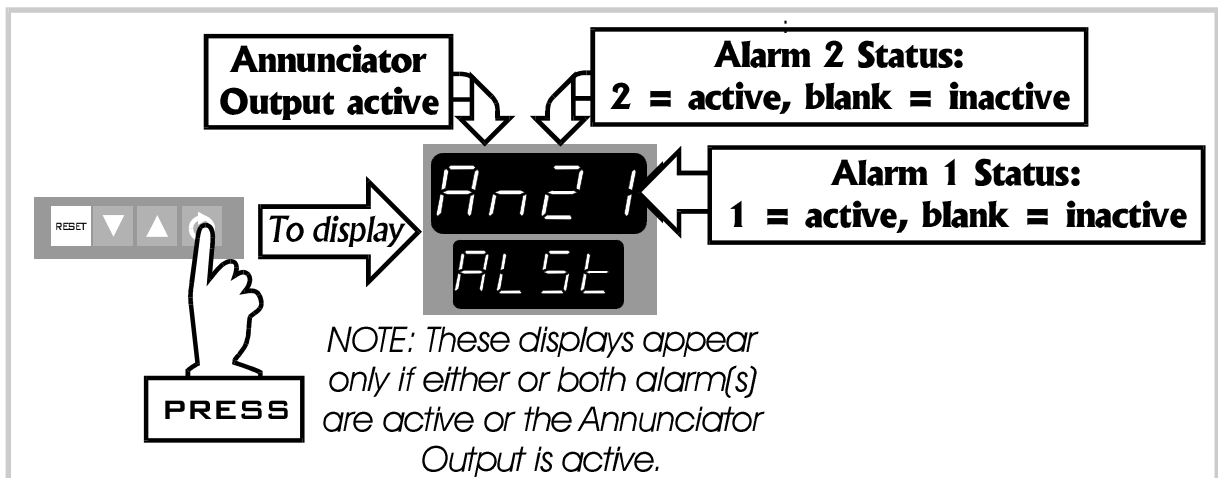 Annunciator
Output active
Alarm 2 Status:
2 = active, blank = inactive
An21
ALSt
Alarm 1 Status:
1 = active, blank = inactive
RESET
To display
PRESS
NOTE: These displays appear
only if either or both alarm(s)
are active or the Annunciator
Output is active.